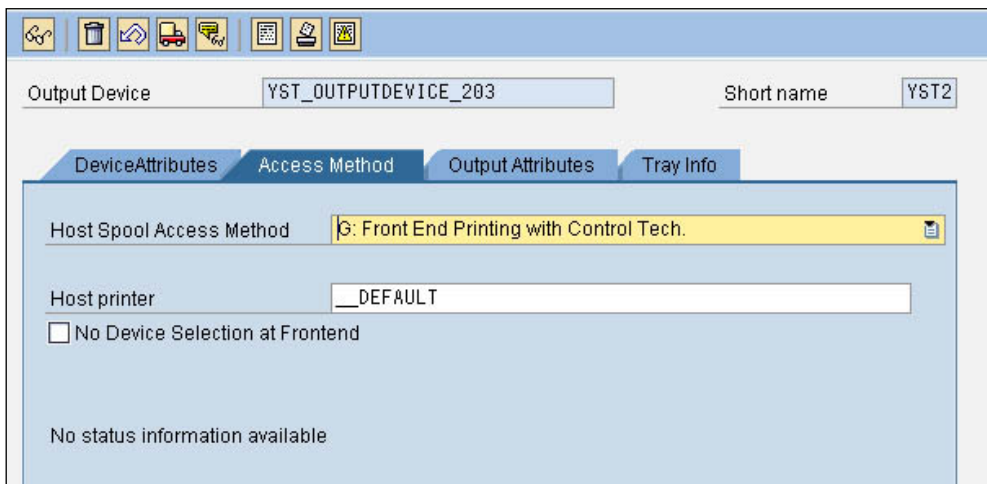 Output Device YST_OUTPUTDEVICE_203 Short name YST2
DeviceAttributes Access Method Output Attributes Tray Info
Host Spool Access Method G: Front End Printing with Control Tech.
Host printer __DEFAULT
No Device Selection at Frontend
No status information available